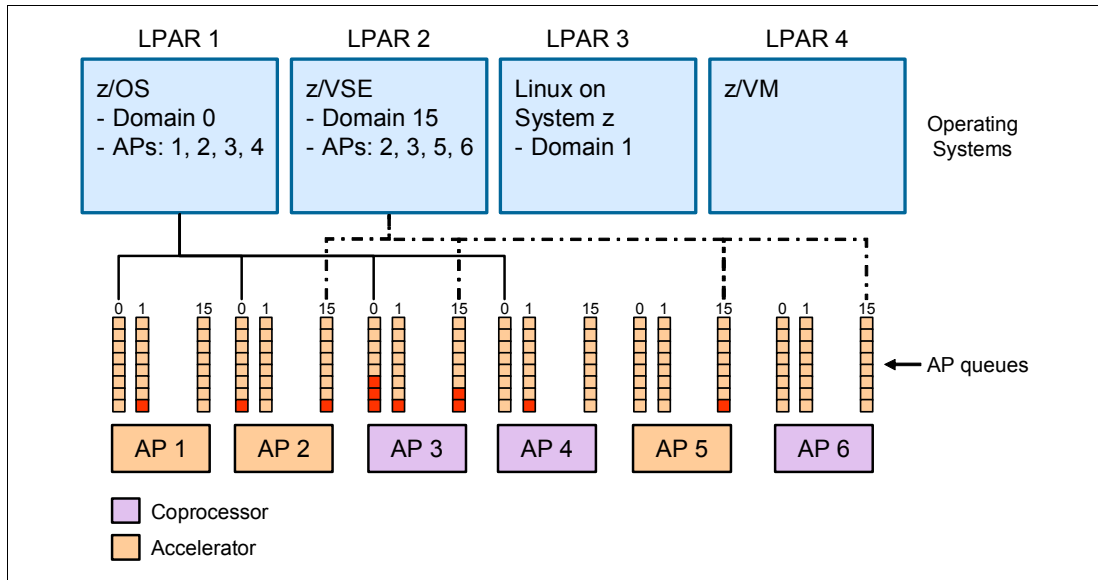 LPAR 1 LPAR 2 LPAR 3 LPAR 4
z/OS
- Domain 0
- APs: 1, 2, 3, 4
z/VSE
- Domain 15
- APs: 2, 3, 5, 6
Linux on
System z
- Domain 1
z/VM
Operating
Systems
0 1 15 0 1 15 0 1 15 0 1 15 0 1 15 0 1 15
AP queues
AP 1 AP 2 AP 3 AP 4 AP 5 AP 6
Coprocessor
Accelerator